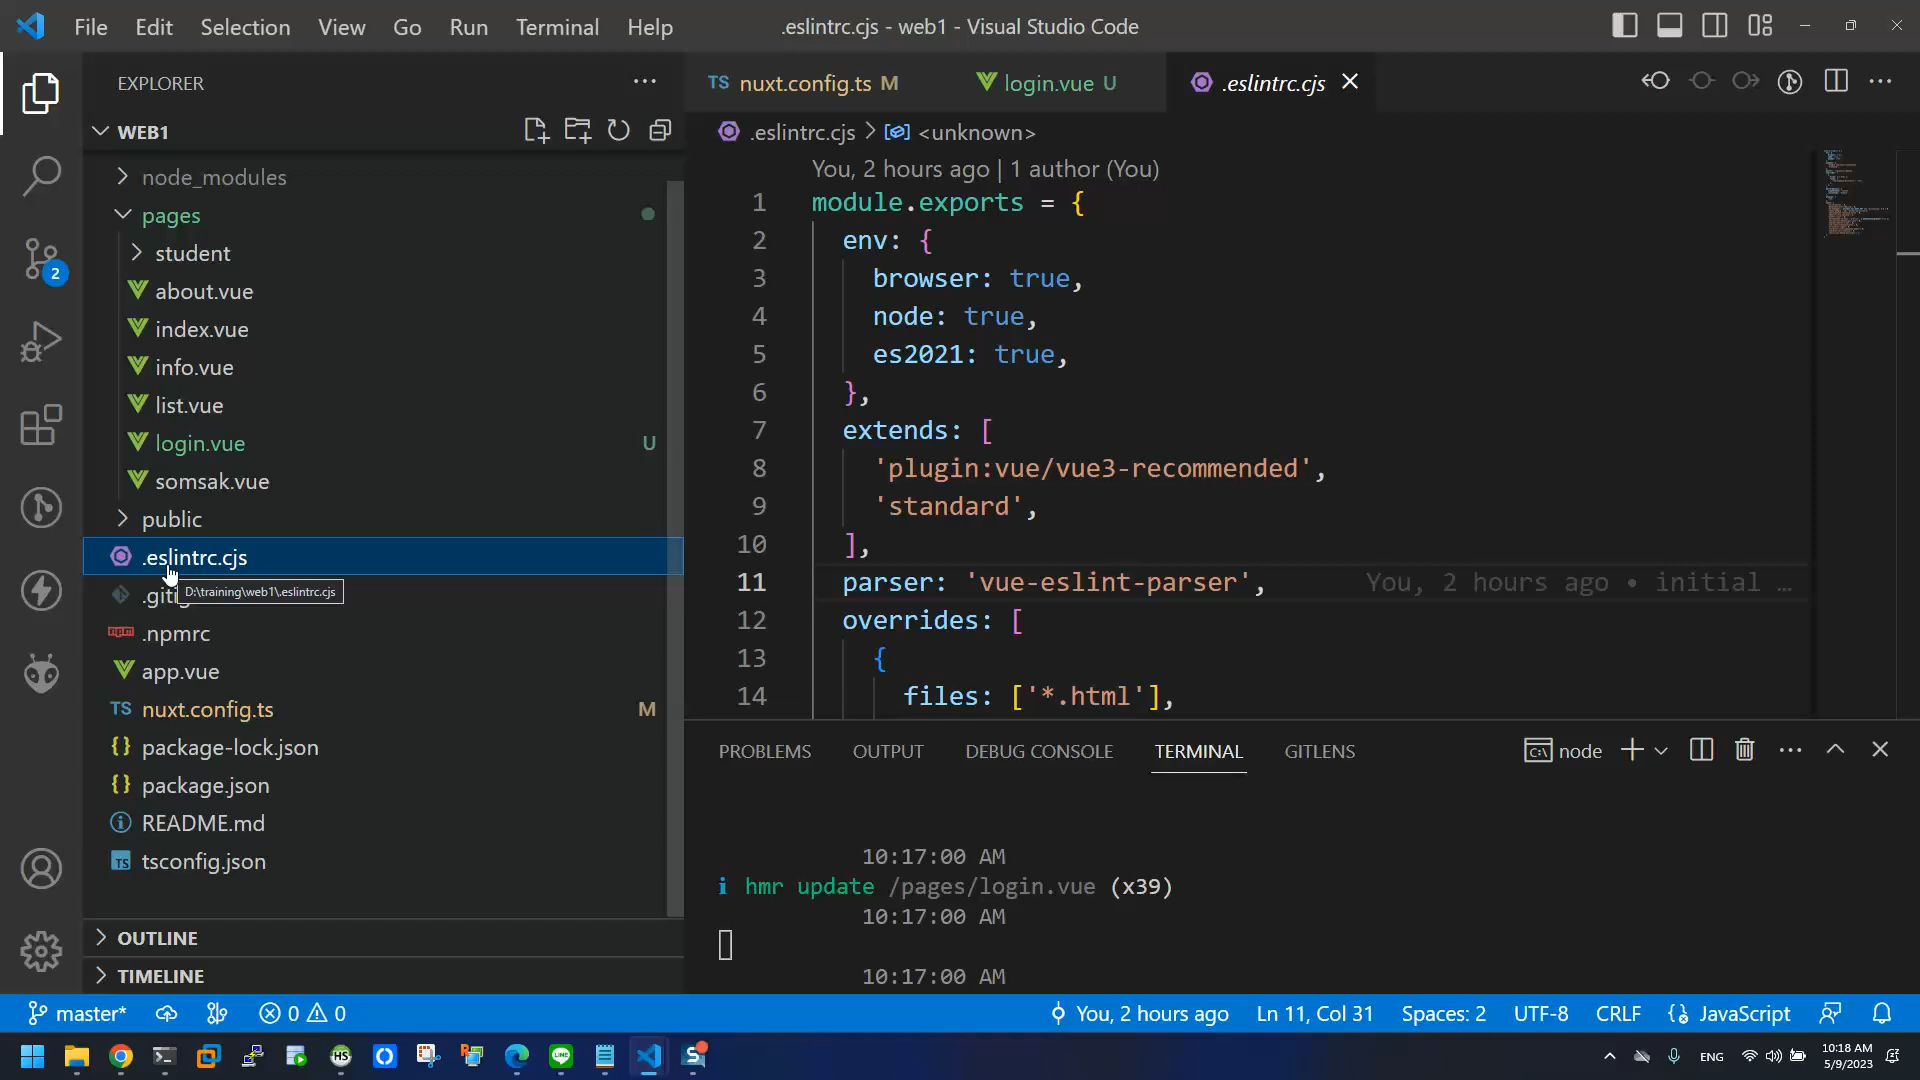 File Edit Selection View Go Run Terminal Help
.eslintrc.cjs - web1 - Visual Studio Code
EXPLORER
WEB1
node_modules
pages
student
about.vue
index.vue
info.vue
list.vue
login.vue U
somsak.vue
public
.eslintrc.cjs
D:\training\web1\.eslintrc.cjs
.npmrc
app.vue
TS nuxt.config.ts M
{} package-lock.json
{} package.json
README.md
TS tsconfig.json
OUTLINE
TIMELINE
2
TS nuxt.config.ts M
login.vue U
.eslintrc.cjs
.eslintrc.cjs > <unknown>
You, 2 hours ago | 1 author (You)
1 module.exports = {
2 env: {
3 browser: true,
4 node: true,
5 es2021: true,
6 },
7 extends: [
8 'plugin:vue/vue3-recommended',
9 'standard',
10 ],
11 parser: 'vue-eslint-parser', You, 2 hours ago • initial …
12 overrides: [
13 {
14 files: ['*.html'],
PROBLEMS OUTPUT DEBUG CONSOLE TERMINAL GITLENS
node
10:17:00 AM
i hmr update /pages/login.vue (x39)
10:17:00 AM
10:17:00 AM
master* 0 0
You, 2 hours ago Ln 11, Col 31 Spaces: 2 UTF-8 CRLF {} JavaScript
ENG
10:18 AM
5/9/2023